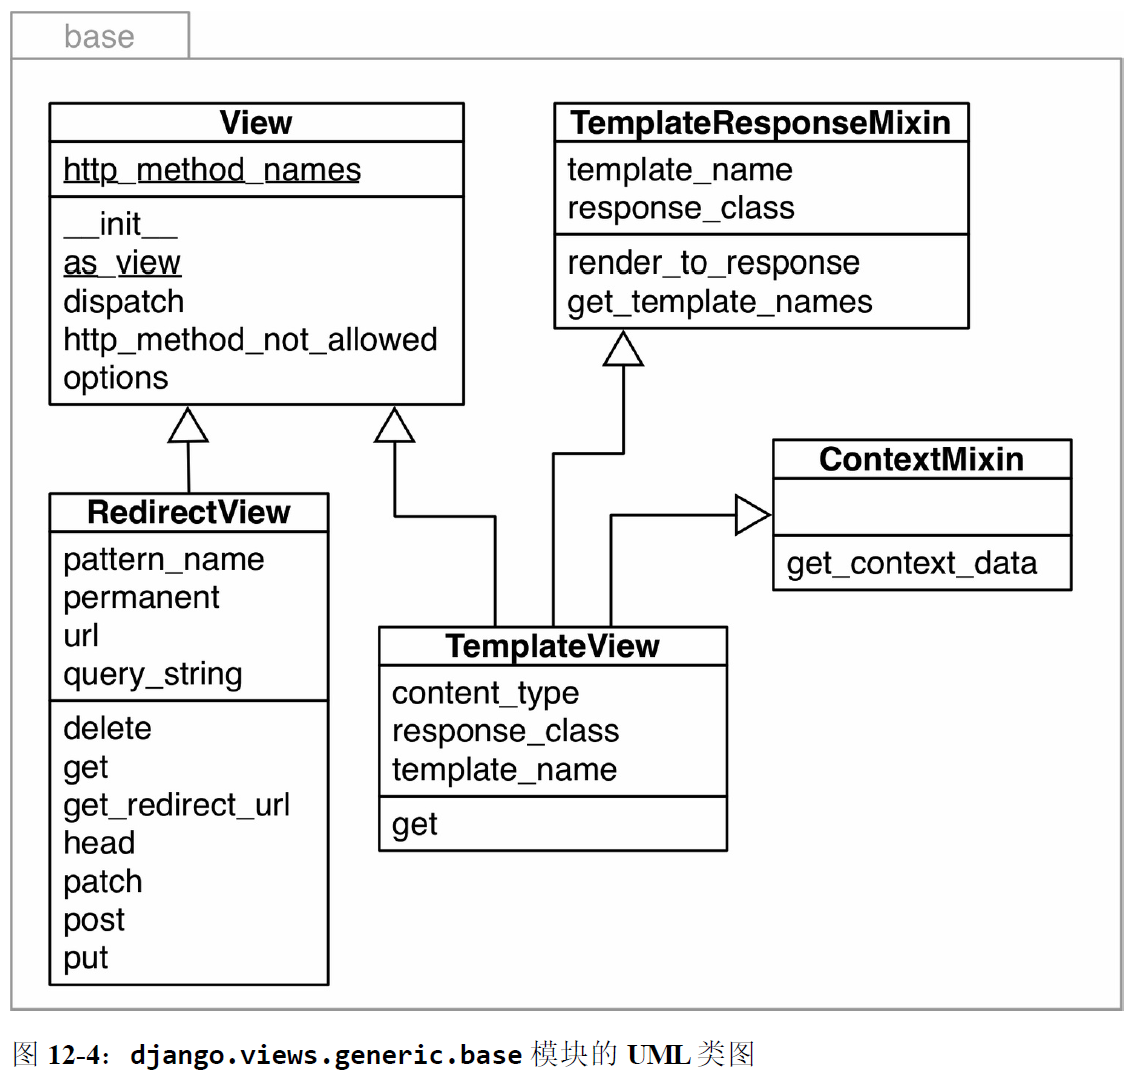 base
View
http_method_names
__init__
as_view
dispatch
http_method_not_allowed
options
TemplateResponseMixin
template_name
response_class
render_to_response
get_template_names
ContextMixin
get_context_data
RedirectView
pattern_name
permanent
url
query_string
delete
get
get_redirect_url
head
patch
post
put
TemplateView
content_type
response_class
template_name
get
图 12-4：django.views.generic.base 模块的 UML 类图